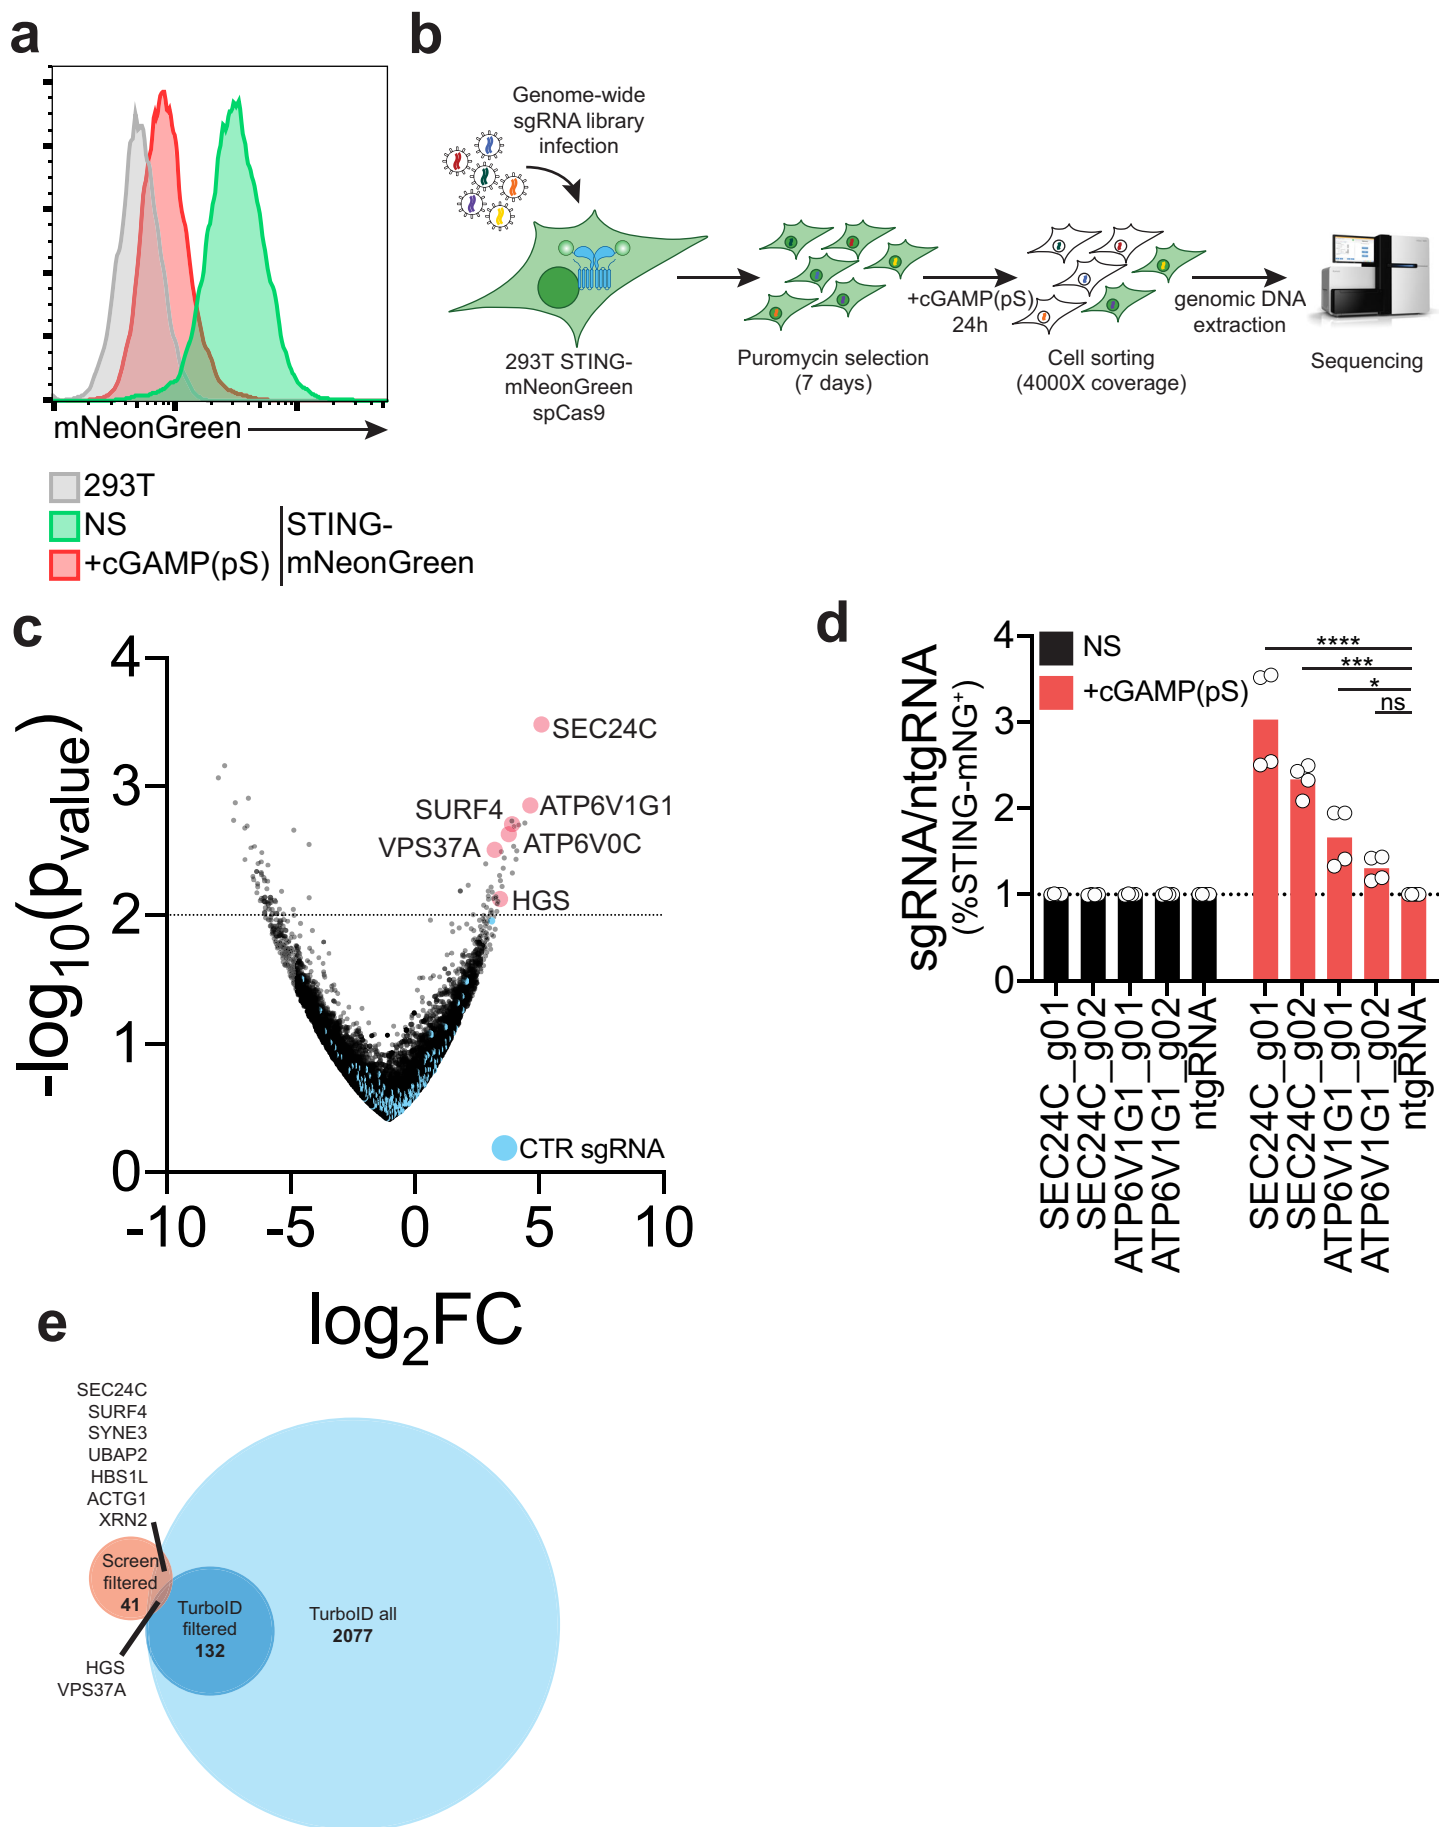 a
mNeonGreen
293T
NS
+cGAMP(pS)
STING-
mNeonGreen
b
Genome-wide
sgRNA library
infection
293T STING-
mNeonGreen
spCas9
Puromycin selection
(7 days)
+cGAMP(pS)
24h
Cell sorting
(4000X coverage)
genomic DNA
extraction
Sequencing
c
-log10(pvalue)
4
3
2
1
0
-10
-5
0
5
10
log2FC
SEC24C
ATP6V1G1
SURF4
ATP6V0C
VPS37A
HGS
CTR sgRNA
d
sgRNA/ntgRNA
(%STING-mNG+)
4
3
2
1
0
NS
+cGAMP(pS)
****
***
*
ns
SEC24C_g01
SEC24C_g02
ATP6V1G1_g01
ATP6V1G1_g02
ntgRNA
SEC24C_g01
SEC24C_g02
ATP6V1G1_g01
ATP6V1G1_g02
ntgRNA
e
SEC24C
SURF4
SYNE3
UBAP2
HBS1L
ACTG1
XRN2
Screen
filtered
41
TurboID
filtered
132
TurboID all
2077
HGS
VPS37A